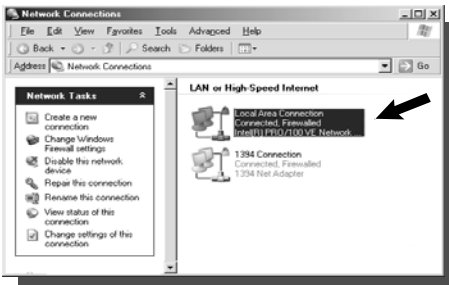 Network Connections
File Edit View Favorites Tools Advanced Help
Back Search Folders
Address Network Connections Go
Network Tasks
Create a new
connection
Change Windows
Firewall settings
Disable this network
device
Repair this connection
Rename this connection
View status of this
connection
Change settings of this
connection
LAN or High-Speed Internet
Local Area Connection
Connected, Firewalled
Intel(R) PRO/100 VE Network ...
1394 Connection
Connected, Firewalled
1394 Net Adapter